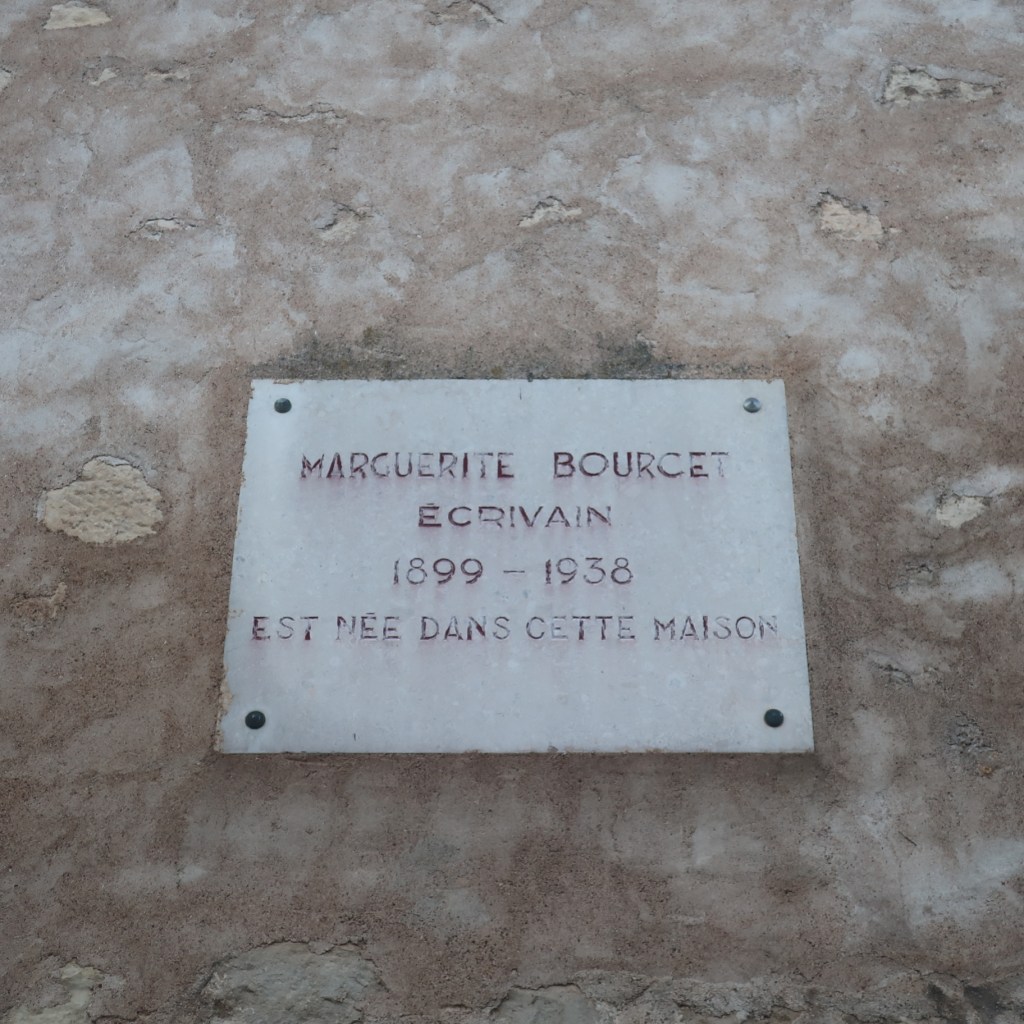 MARGUERITE BOURCET
ÉCRIVAIN
1899 - 1938
EST NÉE DANS CETTE MAISON